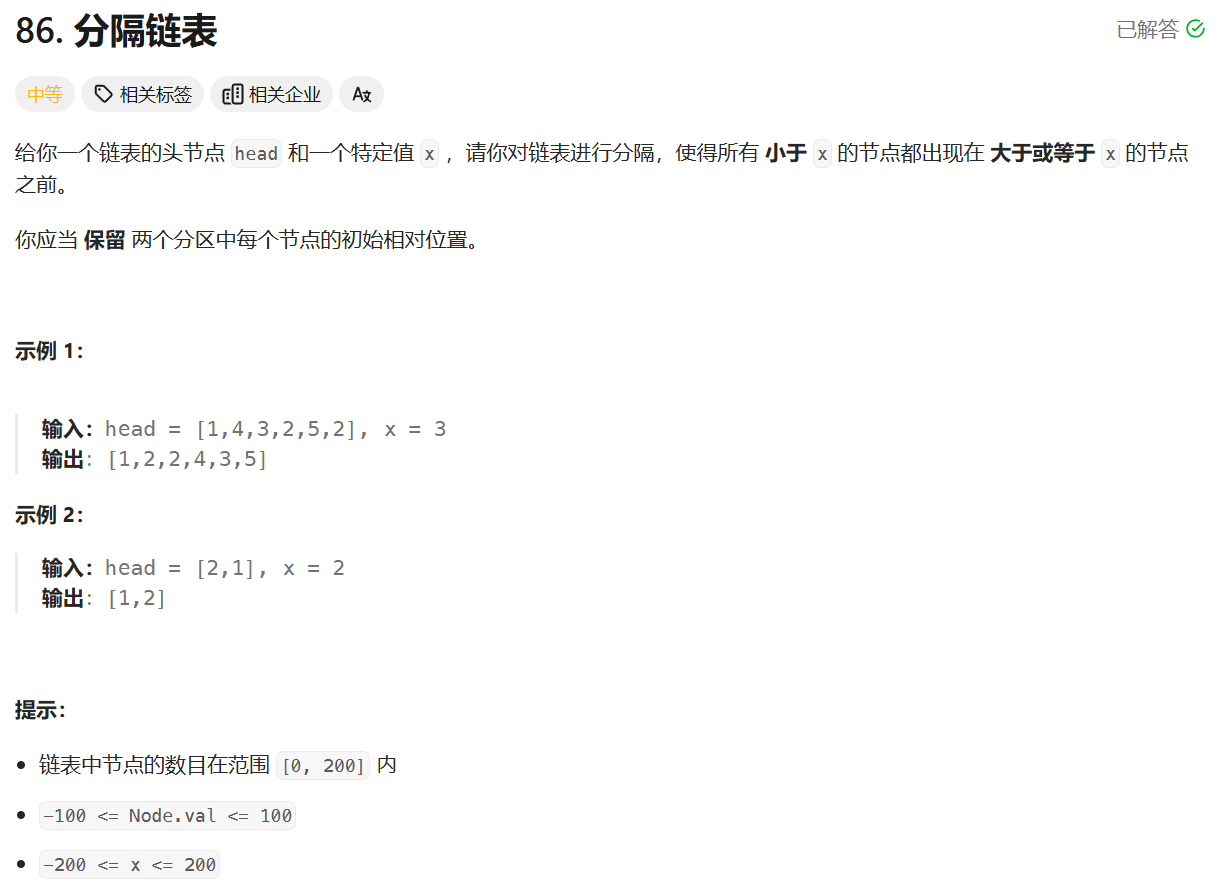 86. 分隔链表
已解答
中等
相关标签
相关企业
给你一个链表的头节点 head 和一个特定值 x ，请你对链表进行分隔，使得所有 小于 x 的节点都出现在 大于或等于 x 的节点
之前。
你应当 保留 两个分区中每个节点的初始相对位置。
示例 1：
输入：head = [1,4,3,2,5,2], x = 3
输出：[1,2,2,4,3,5]
示例 2：
输入：head = [2,1], x = 2
输出：[1,2]
提示：
链表中节点的数目在范围 [0, 200] 内
-100 <= Node.val <= 100
-200 <= x <= 200